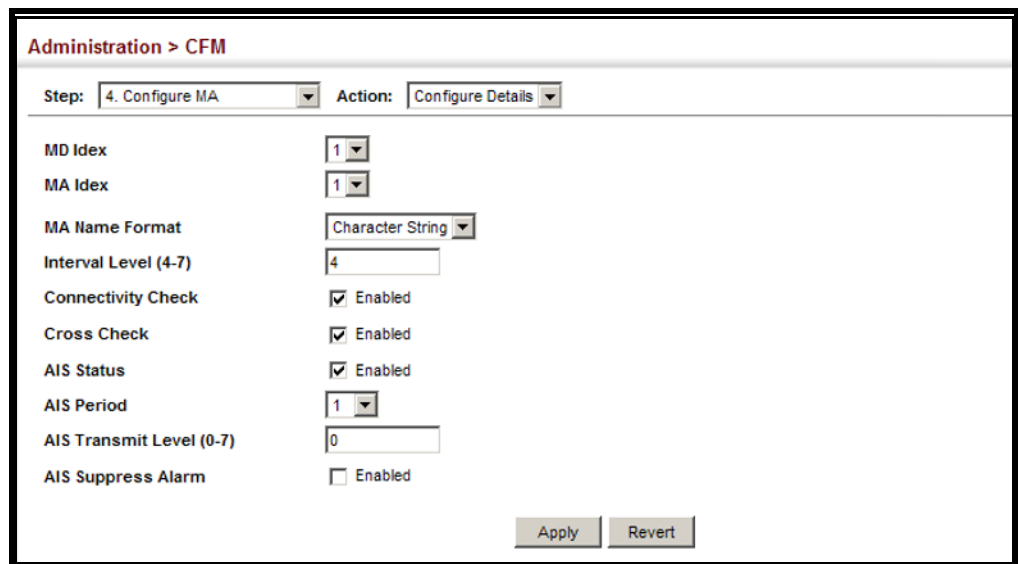 Administration > CFM
Step: 4. Configure MA Action: Configure Details
MD Idex 1
MA Idex 1
MA Name Format Character String
Interval Level (4-7) 4
Connectivity Check Enabled
Cross Check Enabled
AIS Status Enabled
AIS Period 1
AIS Transmit Level (0-7) 0
AIS Suppress Alarm Enabled
Apply Revert